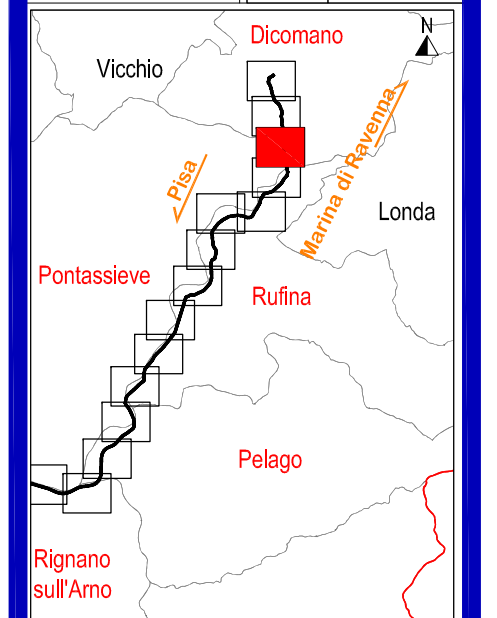 N
Dicomano
Vicchio
Marina di Ravenna
Pisa
Londa
Pontassieve
Rufina
Pelago
Rignano
sull'Arno